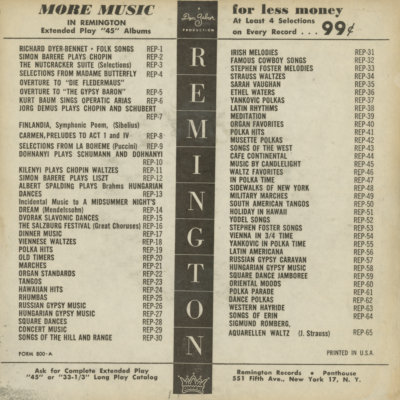 MORE MUSIC
IN REMINGTON
Extended Play "45" Albums
RICHARD DYER-BENNET • FOLK SONGS REP-1
SIMON BARERE PLAYS CHOPIN REP-2
THE NUTCRACKER SUITE (Selections) REP-3
SELECTIONS FROM MADAME BUTTERFLY REP-4
OVERTURE TO "DIE FLEDERMAUS"
OVERTURE TO "THE GYPSY BARON" REP-5
KURT BAUM SINGS OPERATIC ARIAS REP-6
JORG DEMUS PLAYS CHOPIN AND SCHUBERT
REP-7
FINLANDIA, Symphonic Poem, (Sibelius)
CARMEN, PRELUDES TO ACT 1 and IV REP-8
SELECTIONS FROM LA BOHEME (Puccini) REP-9
DOHNANYI PLAYS SCHUMANN AND DOHNANYI
REP-10
KILENYI PLAYS CHOPIN WALTZES REP-11
SIMON BARERE PLAYS LISZT REP-12
ALBERT SPALDING PLAYS Brahms HUNGARIAN
DANCES REP-13
Incidental Music to A MIDSUMMER NIGHT'S
DREAM (Mendelssohn) REP-14
DVORAK SLAVONIC DANCES REP-15
THE SALZBURG FESTIVAL (Great Choruses) REP-16
DINNER MUSIC REP-17
VIENNESE WALTZES REP-18
POLKA HITS REP-19
OLD TIMERS REP-20
MARCHES REP-21
ORGAN STANDARDS REP-22
TANGOS REP-23
HAWAIIAN HITS REP-24
RHUMBAS REP-25
RUSSIAN GYPSY MUSIC REP-26
HUNGARIAN GYPSY MUSIC REP-27
SQUARE DANCES REP-28
CONCERT MUSIC REP-29
SONGS OF THE HILL AND RANGE REP-30
FORM 800-A
Ask for Complete Extended Play
"45" or "33-1/3" Long Play Catalog
Don Gabor
PRODUCTION
REMINGTON
for less money
At Least 4 Selections
on Every Record . . . 99¢
IRISH MELODIES REP-31
FAMOUS COWBOY SONGS REP-32
STEPHEN FOSTER MELODIES REP-33
STRAUSS WALTZES REP-34
SARAH VAUGHAN REP-35
ETHEL WATERS REP-36
YANKOVIC POLKAS REP-37
LATIN RHYTHMS REP-38
MEDITATION REP-39
ORGAN FAVORITES REP-40
POLKA HITS REP-41
MUSETTE POLKAS REP-42
SONGS OF THE WEST REP-43
CAFE CONTINENTAL REP-44
MUSIC BY CANDLELIGHT REP-45
WALTZ FAVORITES REP-46
IN POLKA TIME REP-47
SIDEWALKS OF NEW YORK REP-48
MILITARY MARCHES REP-49
SOUTH AMERICAN TANGOS REP-50
HOLIDAY IN HAWAII REP-51
YODEL SONGS REP-52
STEPHEN FOSTER SONGS REP-53
VIENNA IN 3/4 TIME REP-54
YANKOVIC IN POLKA TIME REP-55
LATIN AMERICANA REP-56
RUSSIAN GYPSY CARAVAN REP-57
HUNGARIAN GYPSY MUSIC REP-58
SQUARE DANCE JAMBOREE REP-59
ORIENTAL MOODS REP-60
POLKA PARADE REP-61
DANCE POLKAS REP-62
WESTERN HAYRIDE REP-63
SONGS OF ERIN REP-64
SIGMUND ROMBERG,
AQUARELLEN WALTZ (J. Strauss) REP-65
PRINTED IN U.S.A.
Remington Records • Penthouse
551 Fifth Ave., New York 17, N. Y.